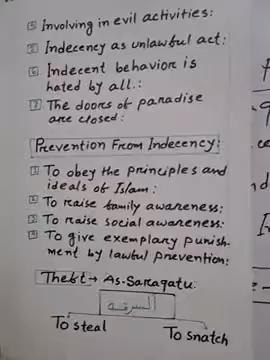 5 Involving in evil activities:
5 Indecency as unlawful act:
6 Indecent behavior is
hated by all.:
7 The doors of paradise
are closed:
Prevention From Indecency:
1 To obey the principles and
ideals of Islam:
2 To raise family awareness:
3 To raise social awareness:
4 To give exemplary punish-
ment by lawful prevention:
Theft → As-Saraqatu:
السرقة
To steal
To snatch